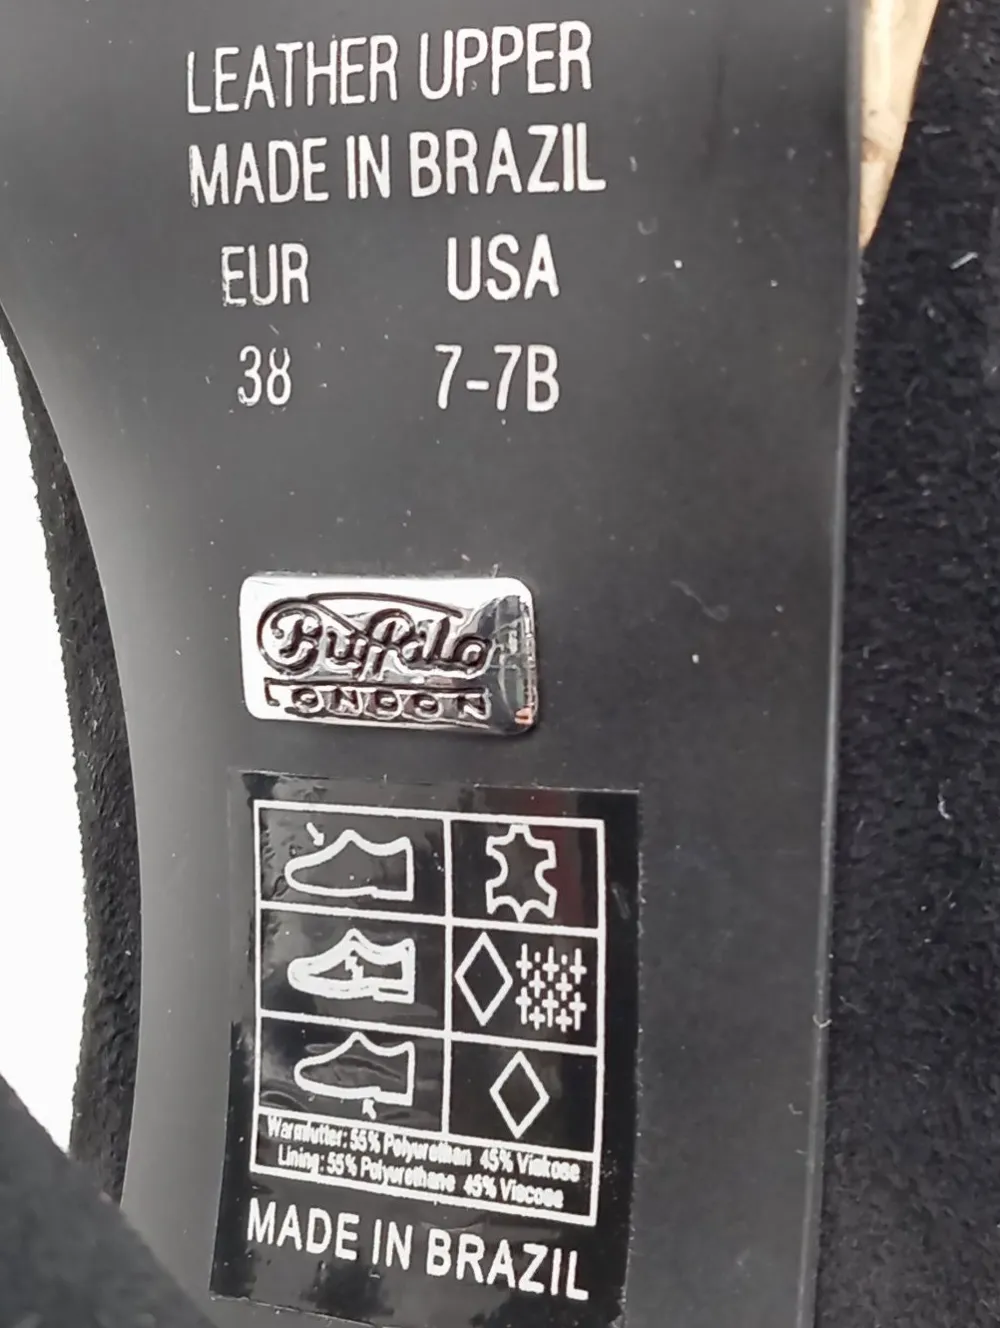 LEATHER UPPER
MADE IN BRAZIL
EUR USA
38 7-7B
Buffalo
LONDON
Warmfutter: 55% Polyurethan 45% Viskose
Lining: 55% Polyurethane 45% Viscose
MADE IN BRAZIL